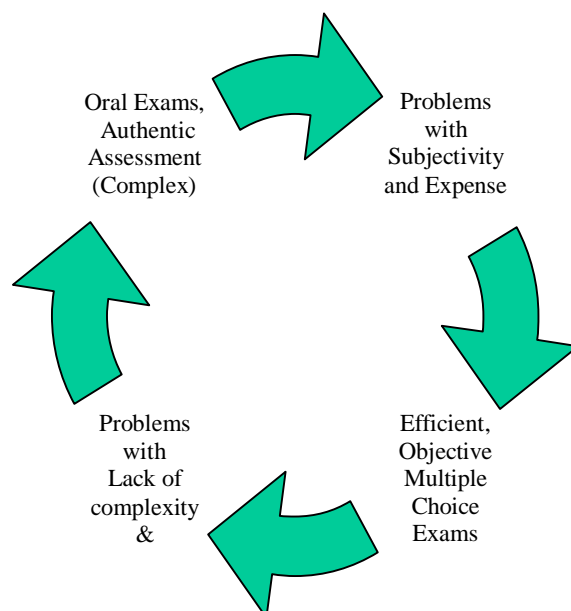 Oral Exams,
Authentic
Assessment
(Complex)
Problems
with
Subjectivity
and Expense
Efficient,
Objective
Multiple
Choice
Exams
Problems
with
Lack of
complexity
&